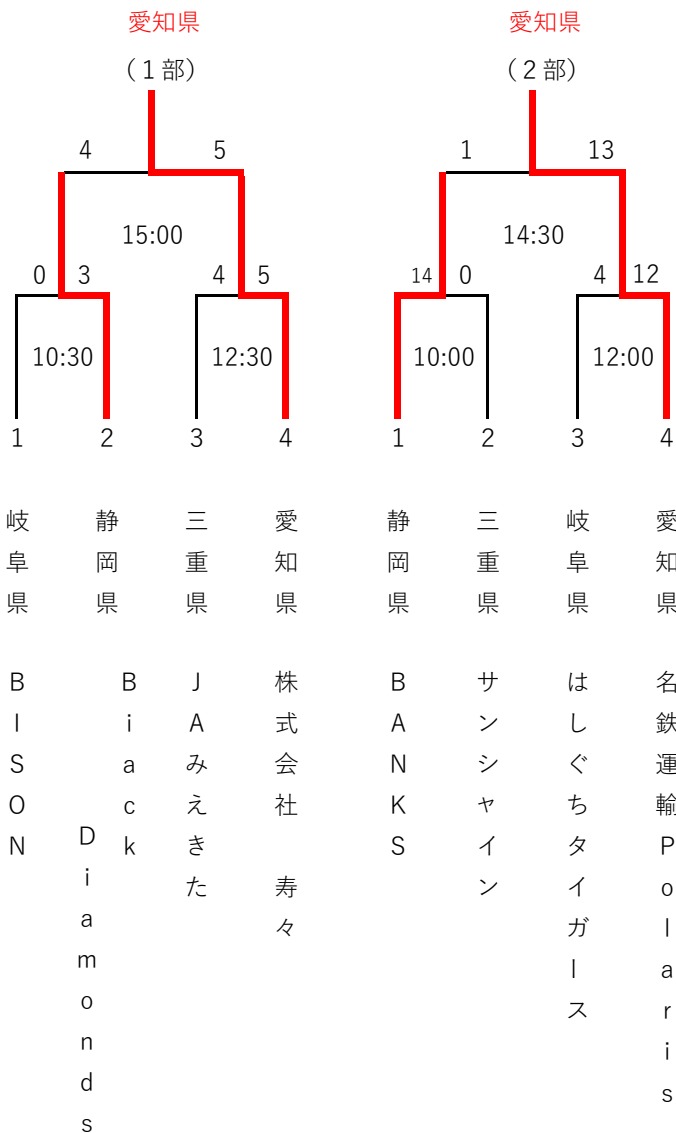 愛知県
(１部)
4 5
15:00
0 3
4 5
10:30
12:30
1 2 3 4
岐阜県 BISON
静岡県 Biack Diamonds
三重県 JAみえきた
愛知県 株式会社 寿々
愛知県
(２部)
1 13
14:30
14 0
4 12
10:00
12:00
1 2 3 4
静岡県 BANKS
三重県 サンシャイン
岐阜県 はしぐちタイガース
愛知県 名鉄運輸Polaris